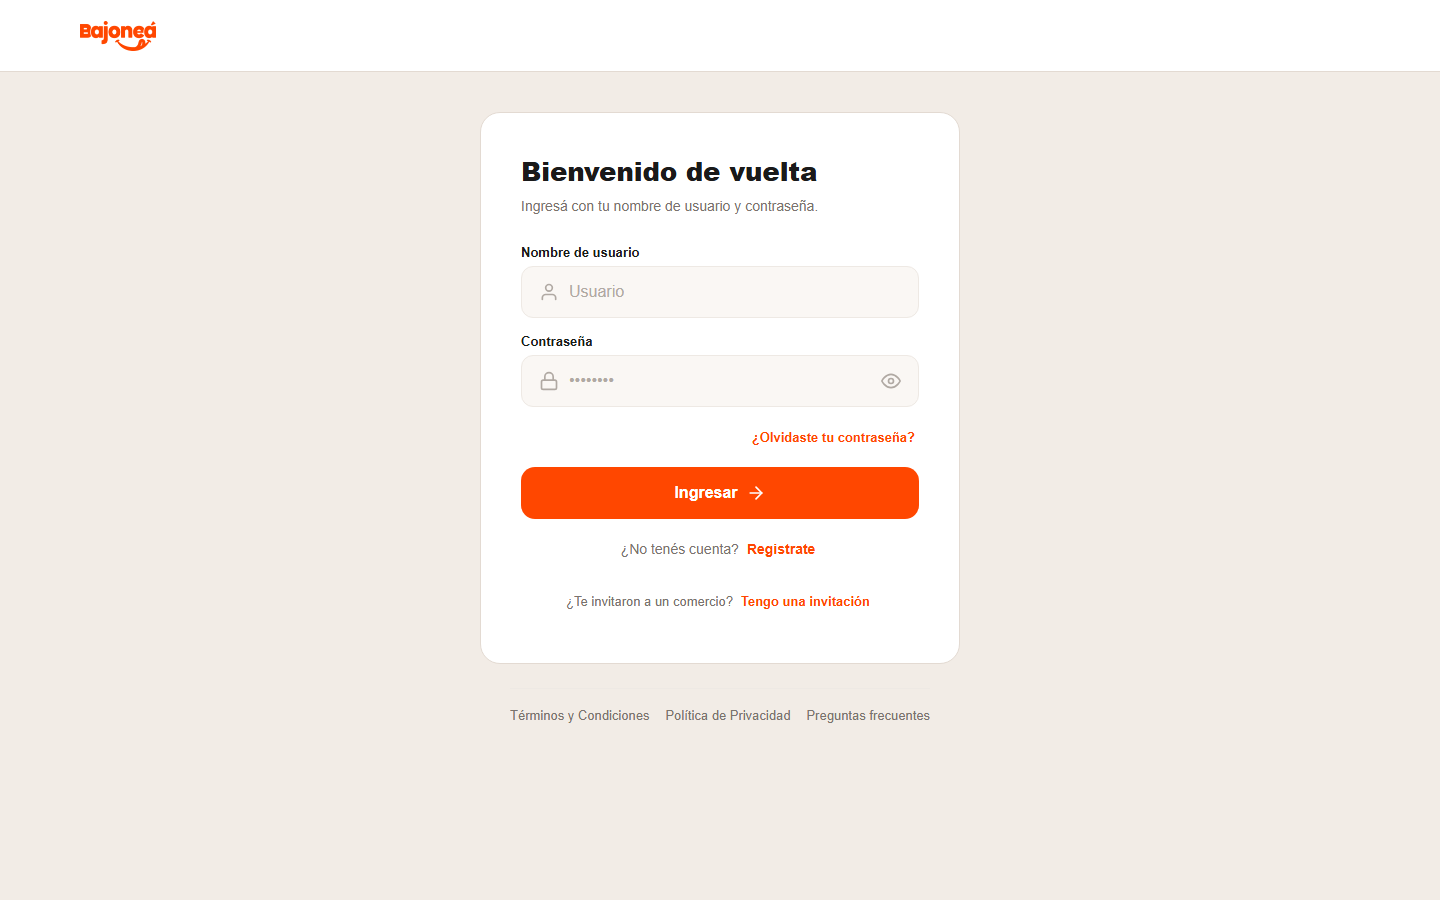 Bajoneá
Bienvenido de vuelta
Ingresá con tu nombre de usuario y contraseña.
Nombre de usuario
Usuario
Contraseña
••••••••
¿Olvidaste tu contraseña?
Ingresar →
¿No tenés cuenta? Registrate
¿Te invitaron a un comercio? Tengo una invitación
Términos y Condiciones Política de Privacidad Preguntas frecuentes